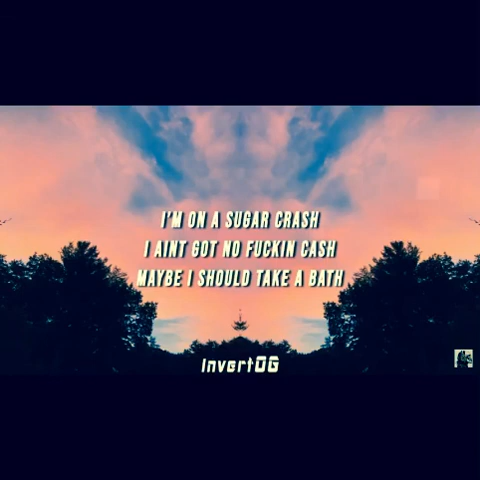 I'M ON A SUGAR CRASH
I AINT GOT NO FUCKIN CASH
MAYBE I SHOULD TAKE A BATH
InvertOG